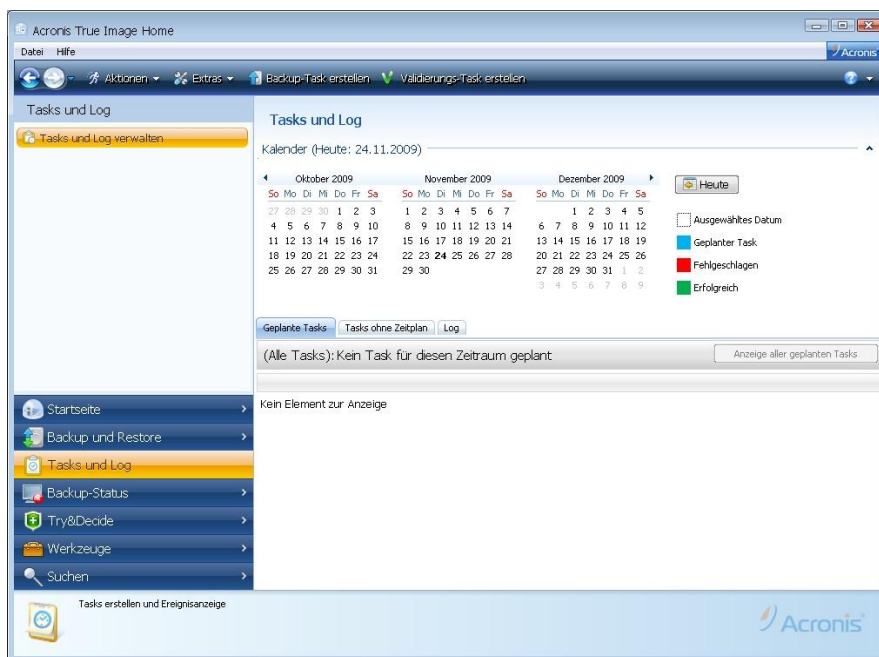 Acronis True Image Home
Datei Hilfe
Acronis
Aktionen Extras Backup-Task erstellen Validierungs-Task erstellen
Tasks und Log
Tasks und Log verwalten
Tasks und Log
Kalender (Heute: 24.11.2009)
Oktober 2009 November 2009 Dezember 2009
So Mo Di Mi Do Fr Sa So Mo Di Mi Do Fr Sa So Mo Di Mi Do Fr Sa
27 28 29 30 1 2 3 1 2 3 4 5 6 7 1 2 3 4 5
4 5 6 7 8 9 10 8 9 10 11 12 13 14 6 7 8 9 10 11 12
11 12 13 14 15 16 17 15 16 17 18 19 20 21 13 14 15 16 17 18 19
18 19 20 21 22 23 24 22 23 24 25 26 27 28 20 21 22 23 24 25 26
25 26 27 28 29 30 31 29 30 27 28 29 30 31 1 2
3 4 5 6 7 8 9
Heute
Ausgewähltes Datum
Geplanter Task
Fehlgeschlagen
Erfolgreich
Geplante Tasks Tasks ohne Zeitplan Log
(Alle Tasks): Kein Task für diesen Zeitraum geplant Anzeige aller geplanten Tasks
Kein Element zur Anzeige
Startseite
Backup und Restore
Tasks und Log
Backup-Status
Try&Decide
Werkzeuge
Suchen
Tasks erstellen und Ereignisanzeige
Acronis